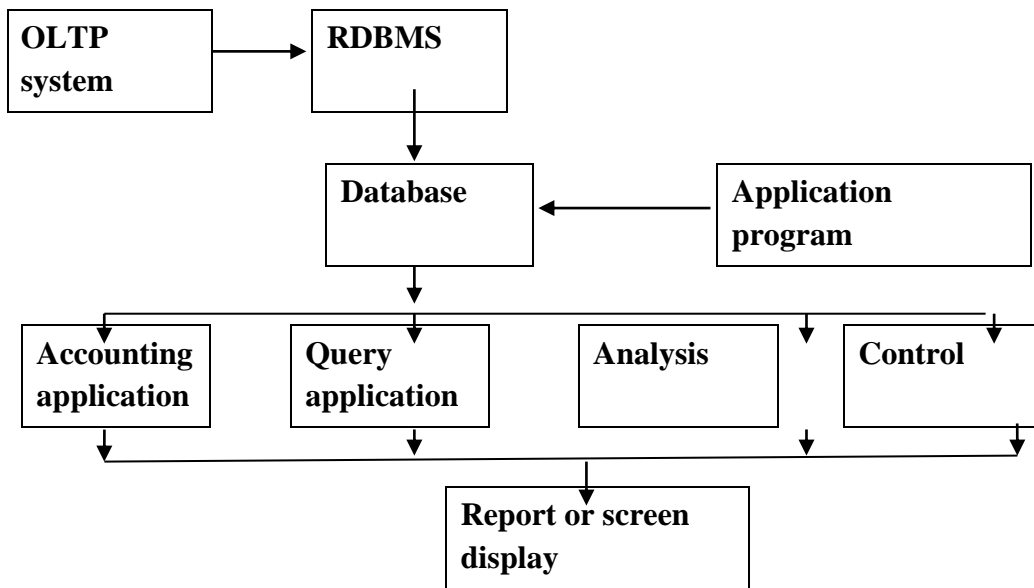 OLTP
system
RDBMS
Database
Application
program
Accounting
application
Query
application
Analysis
Control
Report or screen
display